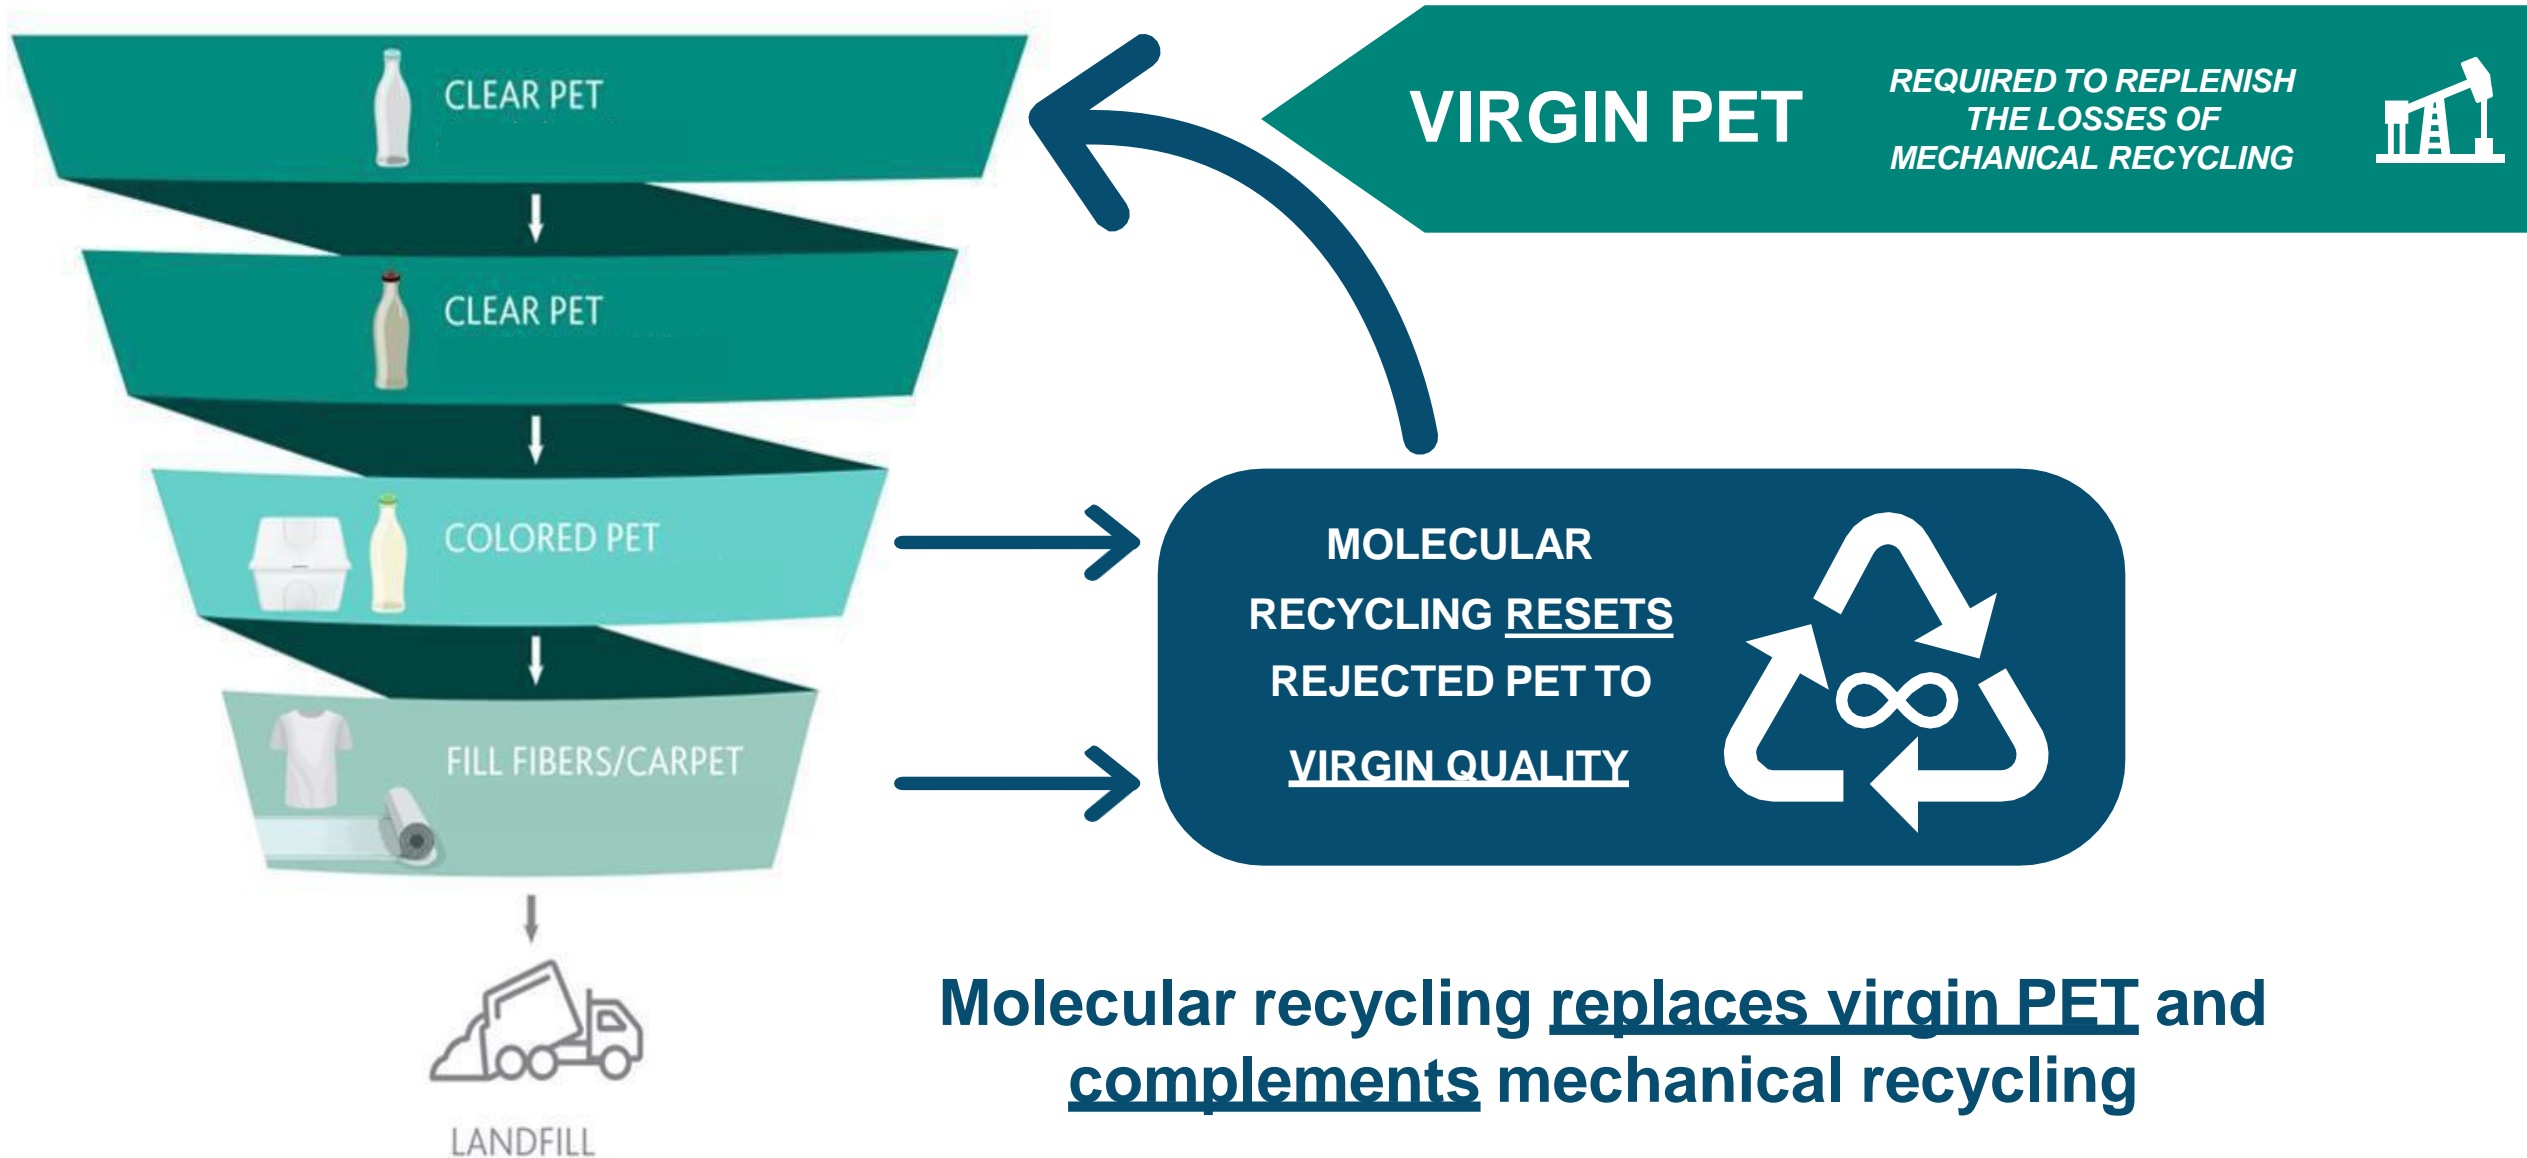 CLEAR PET
VIRGIN PET
REQUIRED TO REPLENISH
THE LOSSES OF
MECHANICAL RECYCLING
CLEAR PET
COLORED PET
FILL FIBERS/CARPET
MOLECULAR
RECYCLING RESETS
REJECTED PET TO
VIRGIN QUALITY
LANDFILL
Molecular recycling replaces virgin PET and
complements mechanical recycling